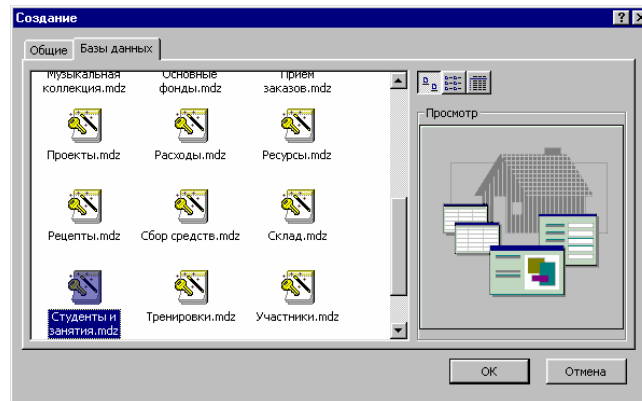 Создание
Общие
Базы данных
Музыкальная
коллекция.mdz
Основные
фонды.mdz
Прием
заказов.mdz
Просмотр
Проекты.mdz
Расходы.mdz
Ресурсы.mdz
Рецепты.mdz
Сбор средств.mdz
Склад.mdz
Студенты и
занятия.mdz
Тренировки.mdz
Участники.mdz
OK
Отмена